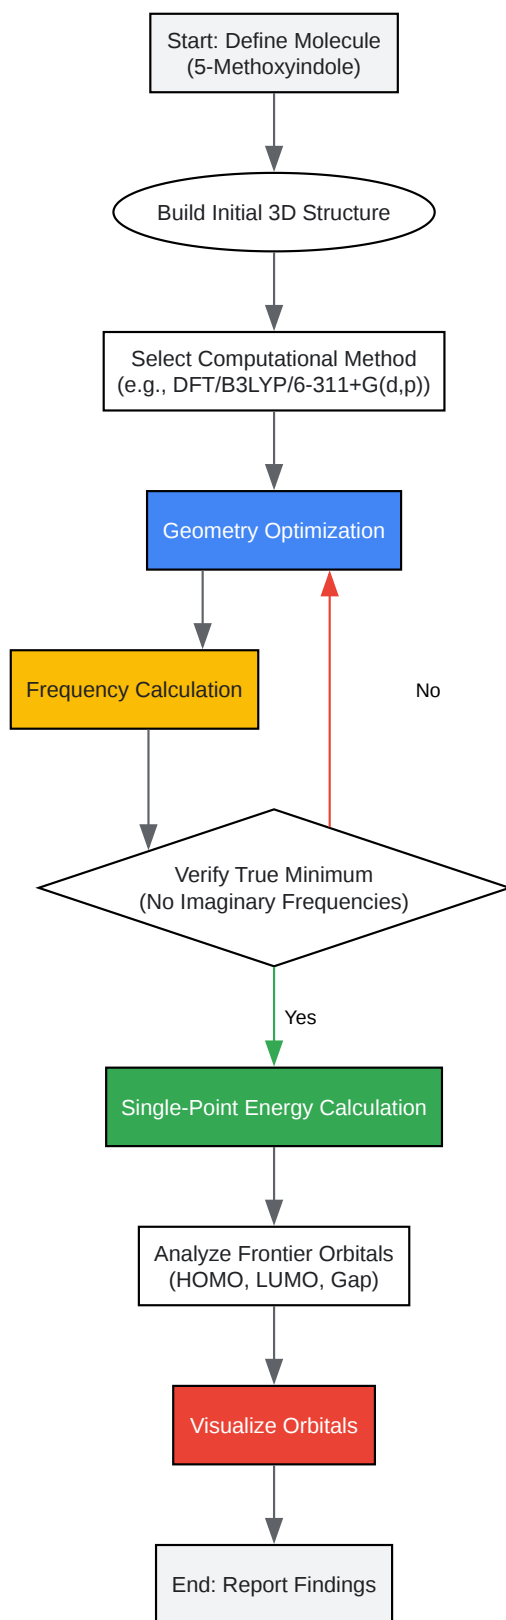 Start: Define Molecule
(5-Methoxyindole)
Build Initial 3D Structure
Select Computational Method
(e.g., DFT/B3LYP/6-311+G(d,p))
Geometry Optimization
Frequency Calculation
No
Verify True Minimum
(No Imaginary Frequencies)
Yes
Single-Point Energy Calculation
Analyze Frontier Orbitals
(HOMO, LUMO, Gap)
Visualize Orbitals
End: Report Findings